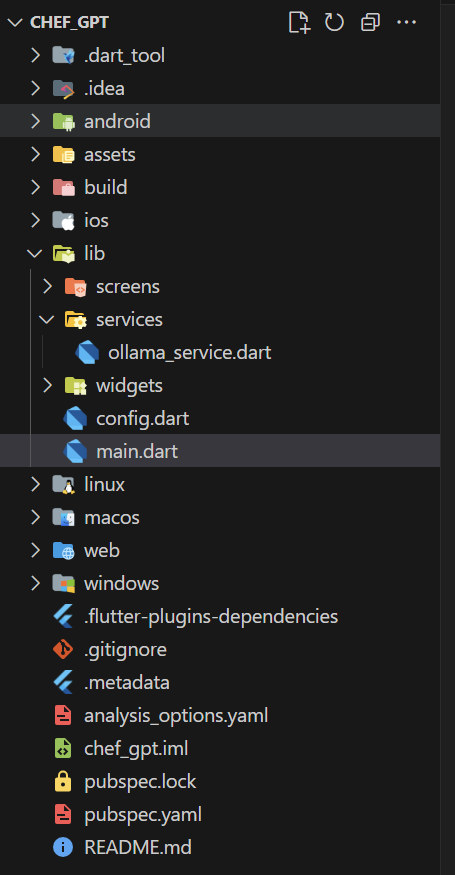 CHEF_GPT
.dart_tool
.idea
android
assets
build
ios
lib
screens
services
ollama_service.dart
widgets
config.dart
main.dart
linux
macos
web
windows
.flutter-plugins-dependencies
.gitignore
.metadata
analysis_options.yaml
chef_gpt.iml
pubspec.lock
pubspec.yaml
README.md